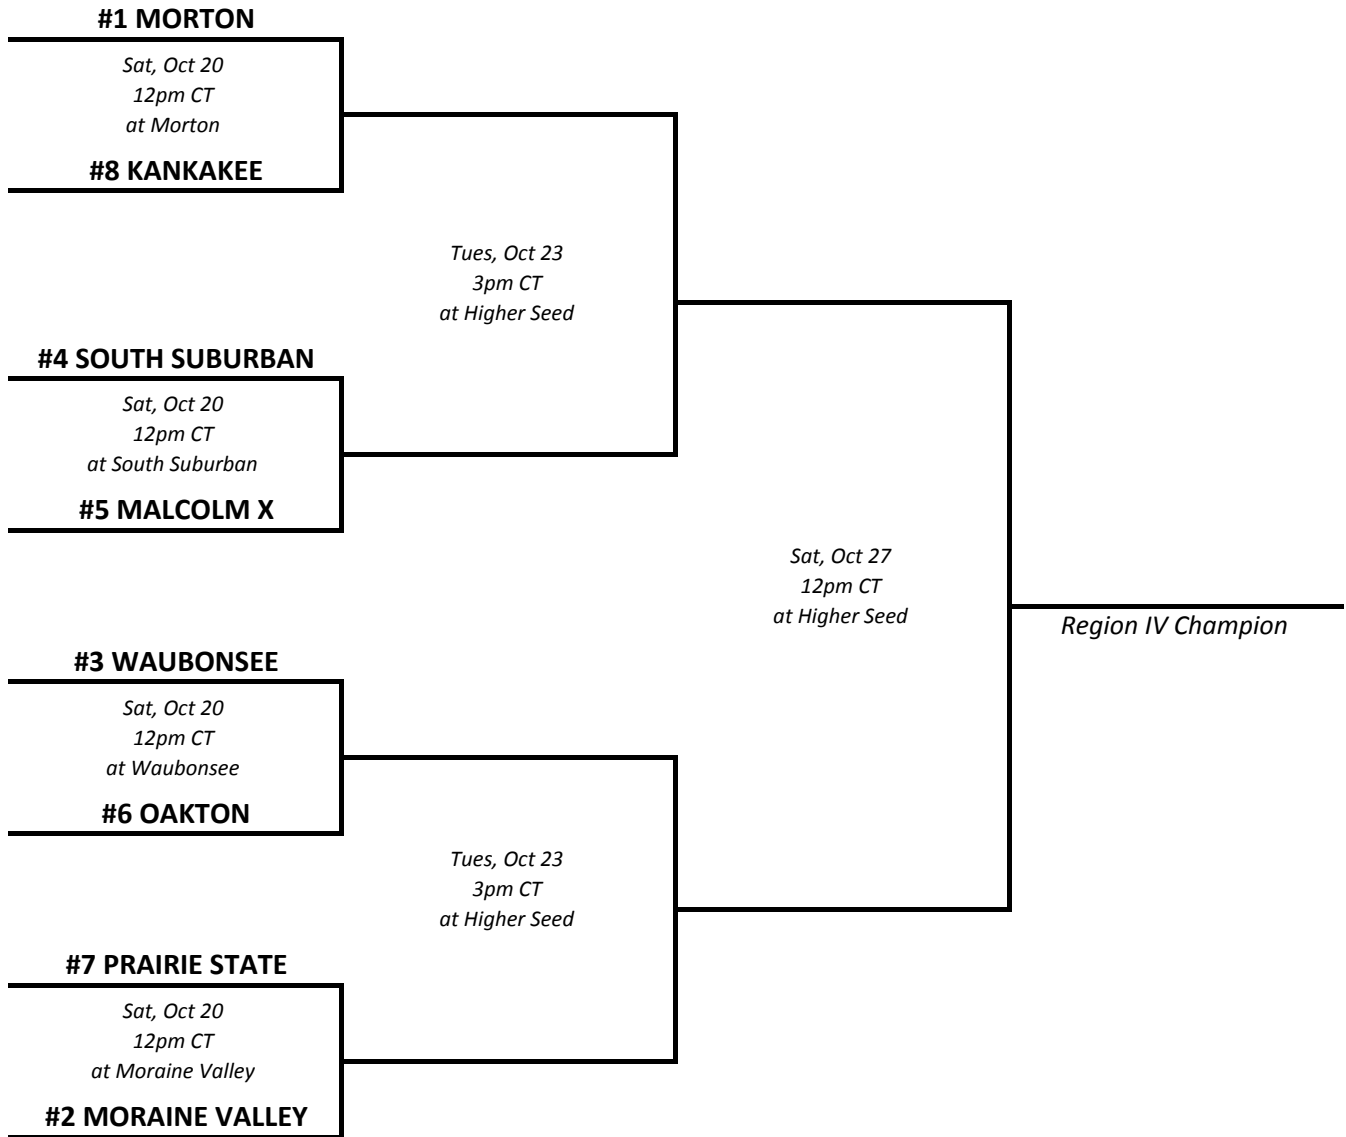 #1 MORTON
Sat, Oct 20
12pm CT
at Morton
#8 KANKAKEE
Tues, Oct 23
3pm CT
at Higher Seed
#4 SOUTH SUBURBAN
Sat, Oct 20
12pm CT
at South Suburban
#5 MALCOLM X
Sat, Oct 27
12pm CT
at Higher Seed
Region IV Champion
#3 WAUBONSEE
Sat, Oct 20
12pm CT
at Waubonsee
#6 OAKTON
Tues, Oct 23
3pm CT
at Higher Seed
#7 PRAIRIE STATE
Sat, Oct 20
12pm CT
at Moraine Valley
#2 MORAINE VALLEY